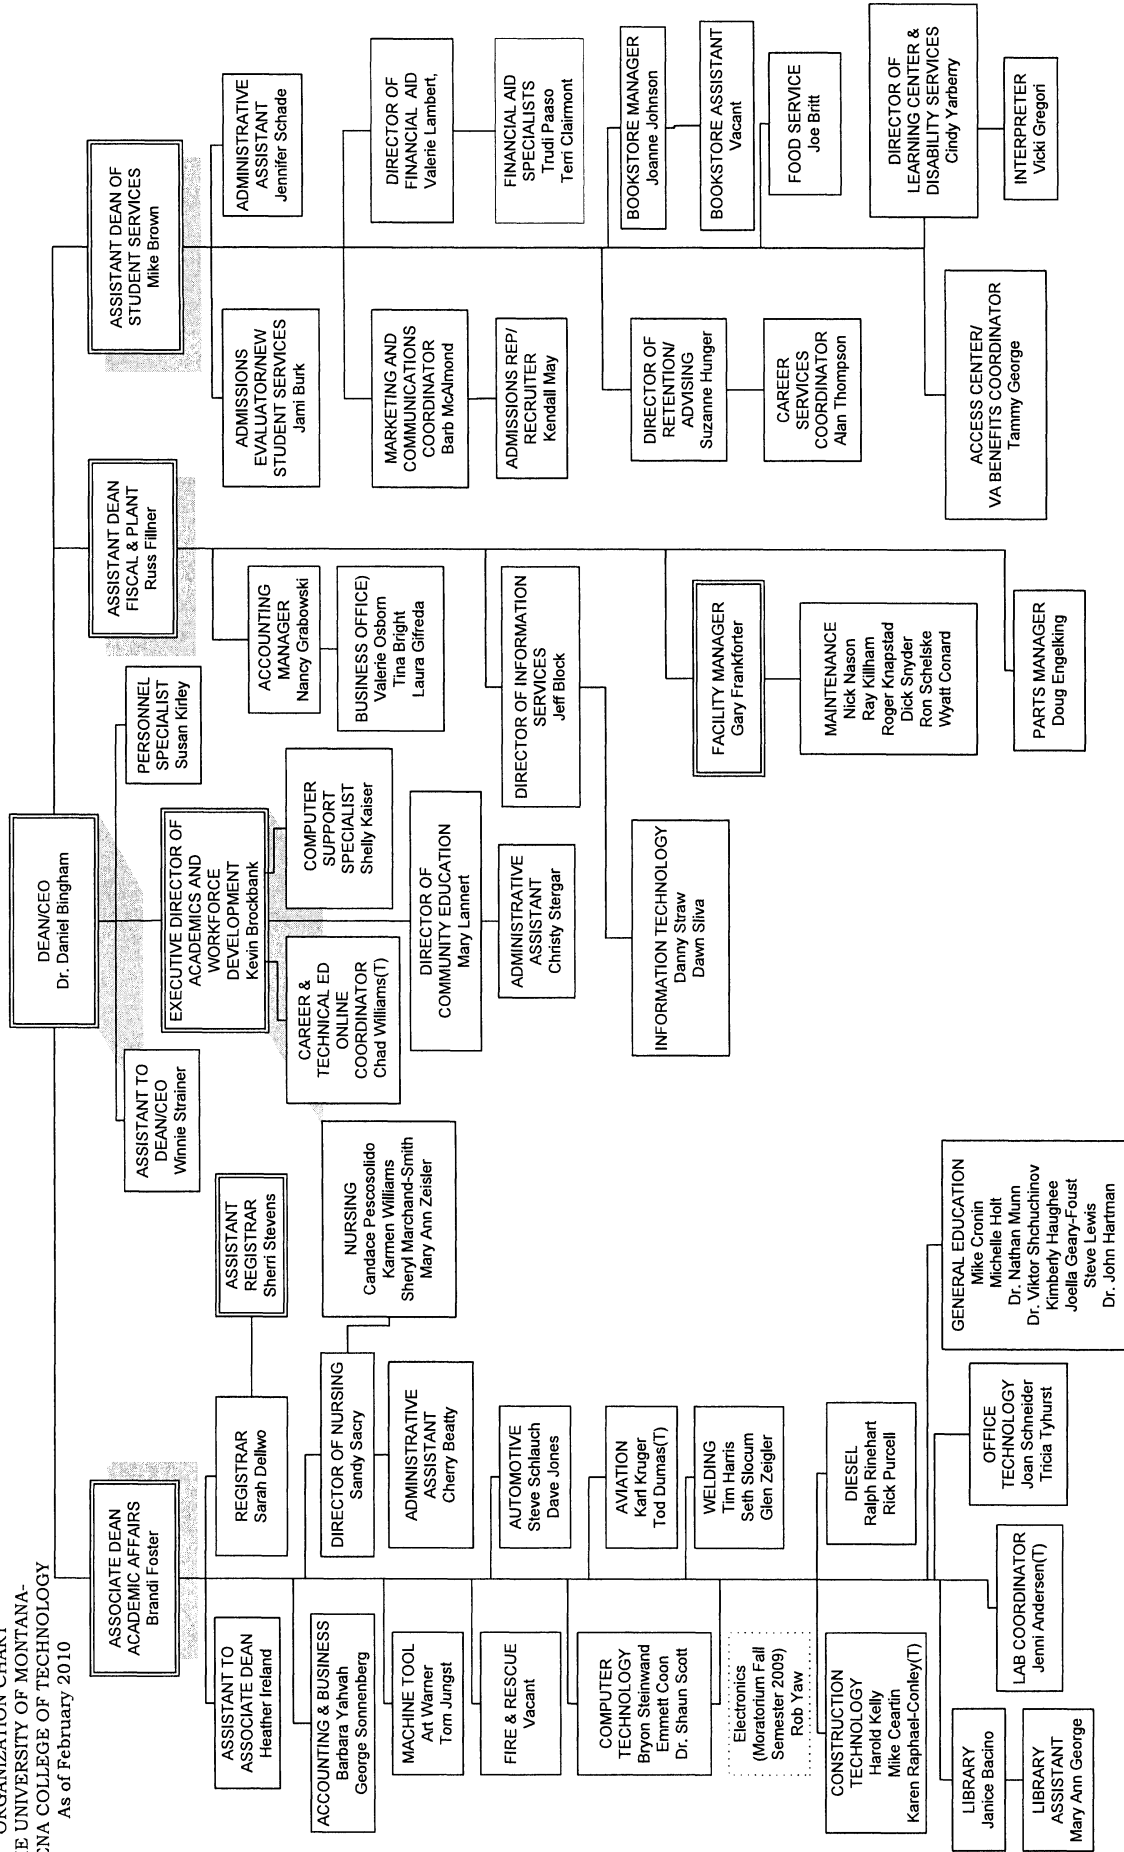 ORGANIZATION CHART
E UNIVERSITY OF MONTANA-
ENA COLLEGE OF TECHNOLOGY
As of February 2010
DEAN/CEO
Dr. Daniel Bingham
ASSISTANT TO
DEAN/CEO
Winnie Strainer
PERSONNEL
SPECIALIST
Susan Kirley
ASSOCIATE DEAN
ACADEMIC AFFAIRS
Brandi Foster
ASSISTANT TO
ASSOCIATE DEAN
Heather Ireland
REGISTRAR
Sarah Dellwo
ASSISTANT
REGISTRAR
Sherri Stevens
ACCOUNTING & BUSINESS
Barbara Yahvah
George Sonnenberg
DIRECTOR OF NURSING
Sandy Sacry
NURSING
Candace Pescosolido
Karmen Williams
Sheryl Marchand-Smith
Mary Ann Zeisler
ADMINISTRATIVE
ASSISTANT
Cherry Beatty
MACHINE TOOL
Art Warner
Tom Jungst
FIRE & RESCUE
Vacant
AUTOMOTIVE
Steve Schlauch
Dave Jones
COMPUTER
TECHNOLOGY
Bryon Steinwand
Emmett Coon
Dr. Shaun Scott
AVIATION
Karl Kruger
Tod Dumas(T)
Electronics
(Moratorium Fall
Semester 2009)
Rob Yaw
WELDING
Tim Harris
Seth Slocum
Glen Zeigler
CONSTRUCTION
TECHNOLOGY
Harold Kelly
Mike Ceartin
Karen Raphael-Conley(T)
DIESEL
Ralph Rinehart
Rick Purcell
LIBRARY
Janice Bacino
LIBRARY
ASSISTANT
Mary Ann George
LAB COORDINATOR
Jenni Andersen(T)
OFFICE
TECHNOLOGY
Joan Schneider
Tricia Tyhurst
GENERAL EDUCATION
Mike Cronin
Michelle Holt
Dr. Nathan Munn
Dr. Viktor Shchuchinov
Kimberly Haughee
Joella Geary-Foust
Steve Lewis
Dr. John Hartman
EXECUTIVE DIRECTOR OF
ACADEMICS AND
WORKFORCE
DEVELOPMENT
Kevin Brockbank
CAREER &
TECHNICAL ED
ONLINE
COORDINATOR
Chad Williams(T)
COMPUTER
SUPPORT
SPECIALIST
Shelly Kaiser
DIRECTOR OF
COMMUNITY EDUCATION
Mary Lannert
ADMINISTRATIVE
ASSISTANT
Christy Stergar
ASSISTANT DEAN
FISCAL & PLANT
Russ Fillner
ACCOUNTING
MANAGER
Nancy Grabowski
BUSINESS OFFICE)
Valerie Osborn
Tina Bright
Laura Gifreda
DIRECTOR OF INFORMATION
SERVICES
Jeff Block
INFORMATION TECHNOLOGY
Danny Straw
Dawn Sliva
FACILITY MANAGER
Gary Frankforter
MAINTENANCE
Nick Nason
Ray Killham
Roger Knapstad
Dick Snyder
Ron Schelske
Wyatt Conard
PARTS MANAGER
Doug Engelking
ASSISTANT DEAN OF
STUDENT SERVICES
Mike Brown
ADMISSIONS
EVALUATOR/NEW
STUDENT SERVICES
Jami Burk
ADMINISTRATIVE
ASSISTANT
Jennifer Schade
MARKETING AND
COMMUNICATIONS
COORDINATOR
Barb McAlmond
ADMISSIONS REP/
RECRUITER
Kendall May
DIRECTOR OF
FINANCIAL AID
Valerie Lambert,
FINANCIAL AID
SPECIALISTS
Trudi Paaso
Terri Clairmont
DIRECTOR OF
RETENTION/
ADVISING
Suzanne Hunger
CAREER
SERVICES
COORDINATOR
Alan Thompson
BOOKSTORE MANAGER
Joanne Johnson
BOOKSTORE ASSISTANT
Vacant
FOOD SERVICE
Joe Britt
ACCESS CENTER/
VA BENEFITS COORDINATOR
Tammy George
DIRECTOR OF
LEARNING CENTER &
DISABILITY SERVICES
Cindy Yarberry
INTERPRETER
Vicki Gregori